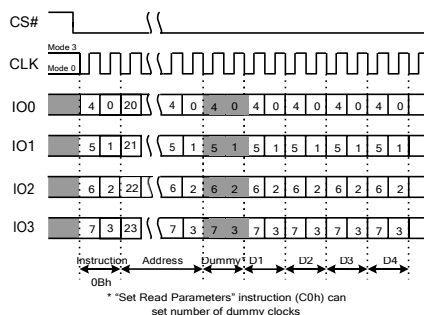 CS#
Mode 3
CLK
Mode 0
IO0 4 0 20 4 0 4 0 4 0 4 0 4 0 4 0
IO1 5 1 21 5 1 5 1 5 1 5 1 5 1 5 1
IO2 6 2 22 6 2 6 2 6 2 6 2 6 2 6 2
IO3 7 3 23 7 3 7 3 7 3 7 3 7 3 7 3
Instruction Address Dummy D1 D2 D3 D4
0Bh
* "Set Read Parameters" instruction (C0h) can
set number of dummy clocks